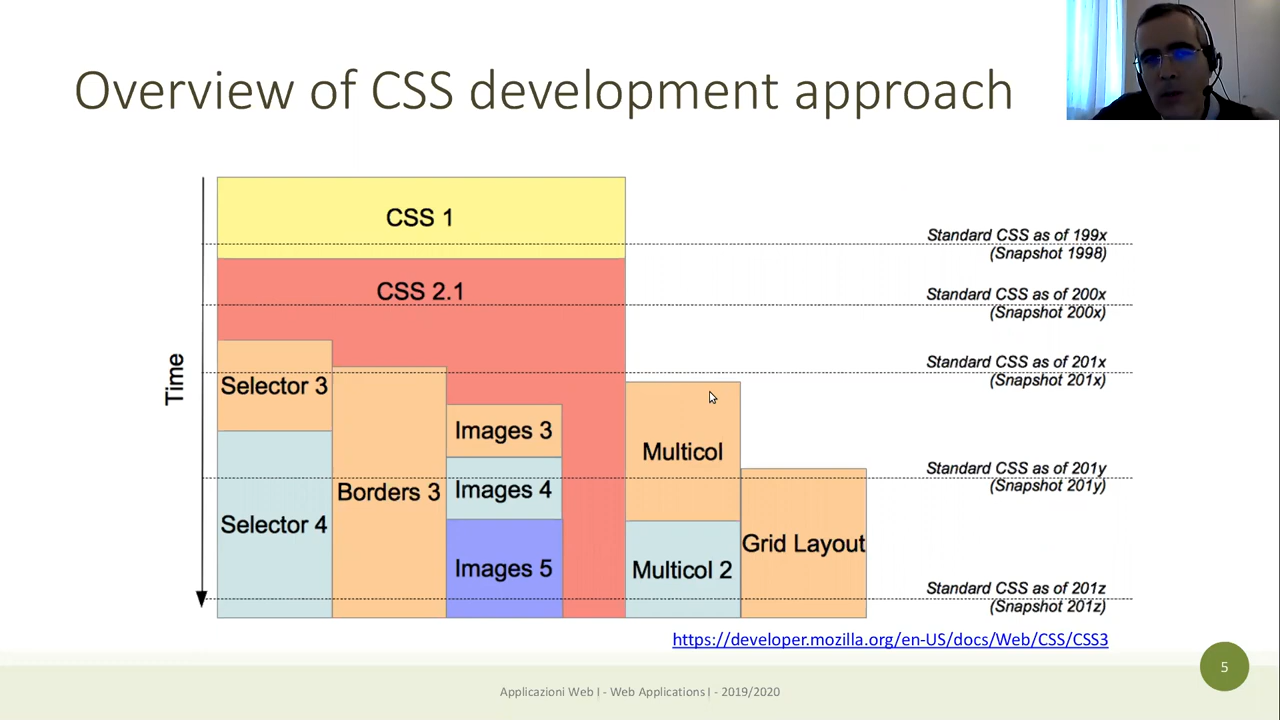 Overview of CSS development approach
CSS 1
Standard CSS as of 199x
(Snapshot 1998)
CSS 2.1
Standard CSS as of 200x
(Snapshot 200x)
Time
Selector 3
Standard CSS as of 201x
(Snapshot 201x)
Images 3
Multicol
Borders 3
Images 4
Standard CSS as of 201y
(Snapshot 201y)
Selector 4
Grid Layout
Images 5
Multicol 2
Standard CSS as of 201z
(Snapshot 201z)
https://developer.mozilla.org/en-US/docs/Web/CSS/CSS3
5
Applicazioni Web I - Web Applications I - 2019/2020